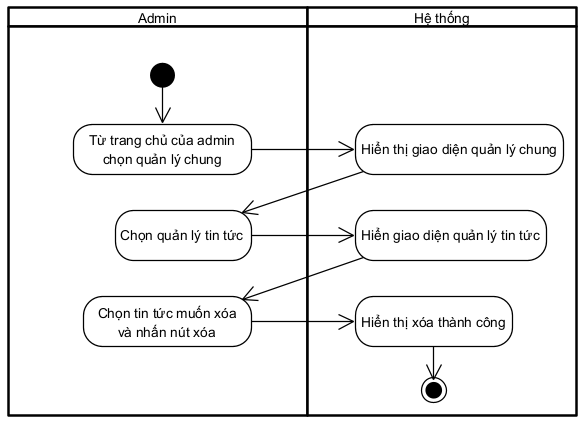 Admin
Hệ thống
Từ trang chủ của admin
chọn quản lý chung
Hiển thị giao diện quản lý chung
Chọn quản lý tin tức
Hiển giao diện quản lý tin tức
Chọn tin tức muốn xóa
và nhấn nút xóa
Hiển thị xóa thành công